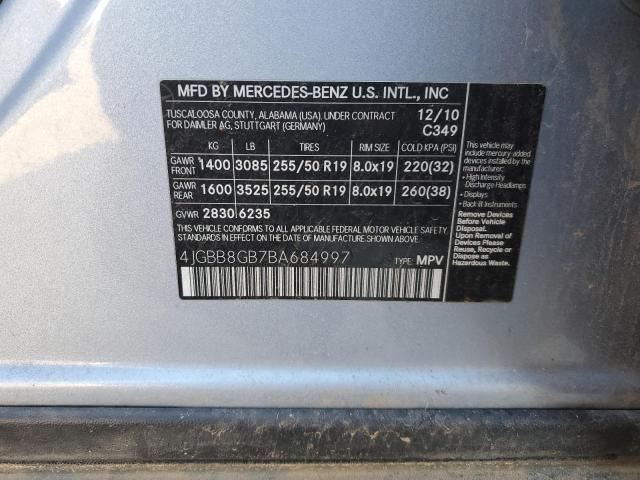 MFD BY MERCEDES-BENZ U.S. INTL., INC
TUSCALOOSA COUNTY, ALABAMA (USA) UNDER CONTRACT 12/10
FOR DAIMLER AG, STUTTGART (GERMANY) C349
KG LB TIRES RIM SIZE COLD KPA (PSI)
GAWR FRONT 1400 3085 255/50 R19 8.0x19 220(32)
GAWR REAR 1600 3525 255/50 R19 8.0x19 260(38)
GVWR 2830 6235
THIS VEHICLE CONFORMS TO ALL APPLICABLE FEDERAL MOTOR VEHICLE
STANDARDS IN EFFECT ON THE DATE OF MANUFACTURE SHOWN ABOVE.
4JGBB8GB7BA684997
TYPE: MPV
This vehicle may
include mercury
added devices
installed by the
manufacturer:
• High Intensity
Discharge Headlamps
• Displays
• Back lit Instruments
Remove Devices
Before Vehicle
Disposal.
Upon Removal of
Devices Please
Reuse, Recycle or
Dispose as
Hazardous Waste.